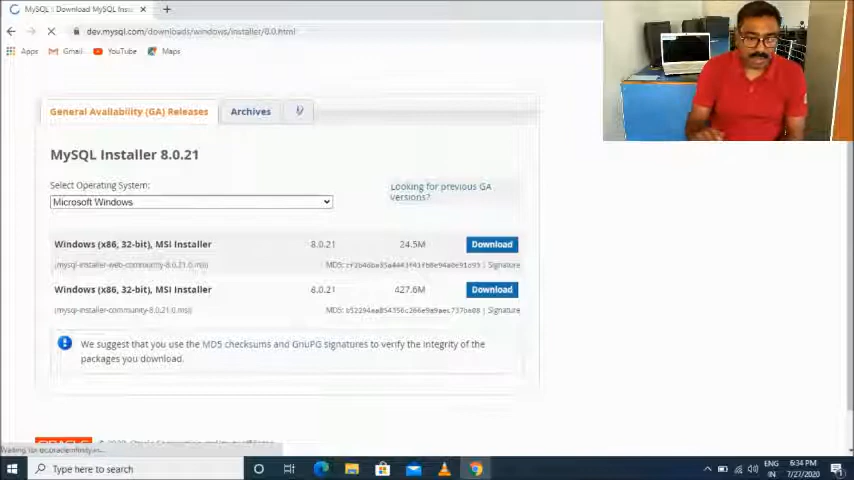 MySQL :: Download MySQL Inst
dev.mysql.com/downloads/windows/installer/8.0.html
Apps Gmail YouTube Maps
General Availability (GA) Releases Archives
MySQL Installer 8.0.21
Select Operating System:
Looking for previous GA
versions?
Microsoft Windows
Windows (x86, 32-bit), MSI Installer 8.0.21 24.5M Download
(mysql-installer-web-community-8.0.21.0.msi) MD5: | Signature
Windows (x86, 32-bit), MSI Installer 8.0.21 427.6M Download
(mysql-installer-community-8.0.21.0.msi) MD5: | Signature
We suggest that you use the MD5 checksums and GnuPG signatures to verify the integrity of the
packages you download.
ORACLE
Type here to search
ENG
IN
6:34 PM
7/27/2020